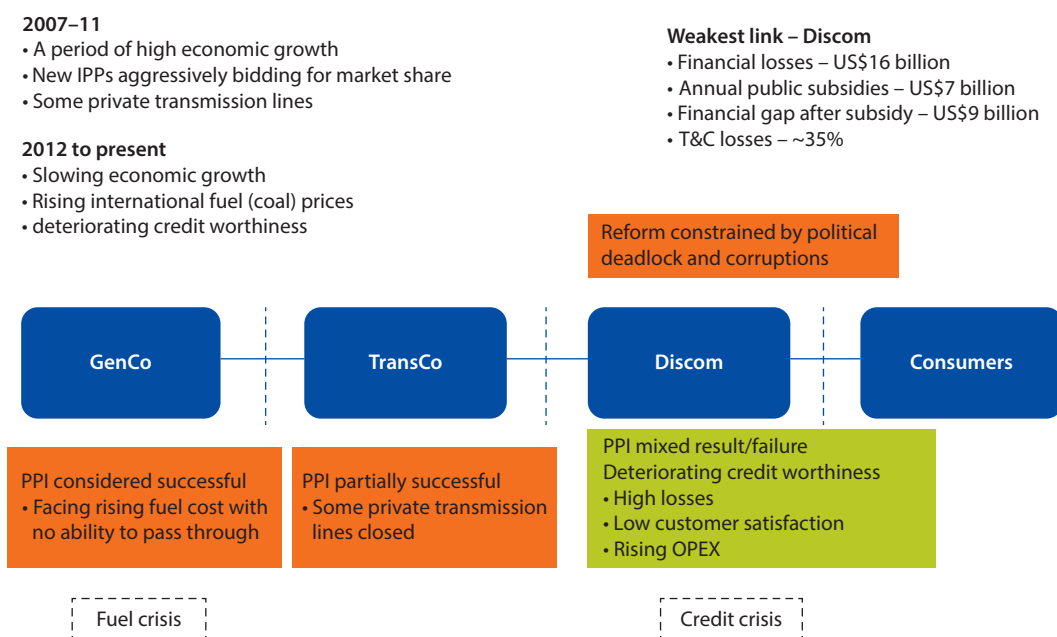 2007–11
• A period of high economic growth
• New IPPs aggressively bidding for market share
• Some private transmission lines
2012 to present
• Slowing economic growth
• Rising international fuel (coal) prices
• deteriorating credit worthiness
Weakest link – Discom
• Financial losses – US$16 billion
• Annual public subsidies – US$7 billion
• Financial gap after subsidy – US$9 billion
• T&C losses – ~35%
Reform constrained by political
deadlock and corruptions
GenCo
TransCo
Discom
Consumers
PPI considered successful
• Facing rising fuel cost with
no ability to pass through
PPI partially successful
• Some private transmission
lines closed
PPI mixed result/failure
Deteriorating credit worthiness
• High losses
• Low customer satisfaction
• Rising OPEX
Fuel crisis
Credit crisis